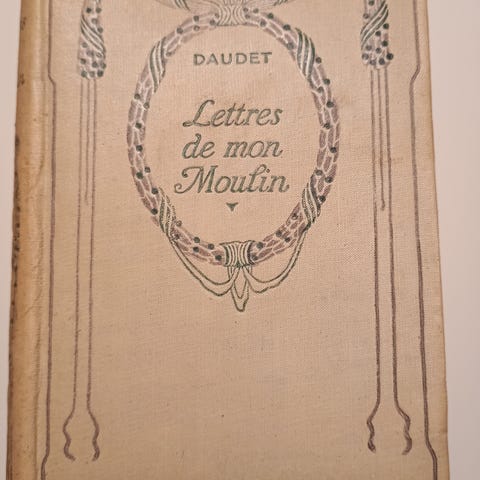 DAUDET
Lettres
de mon
Moulin